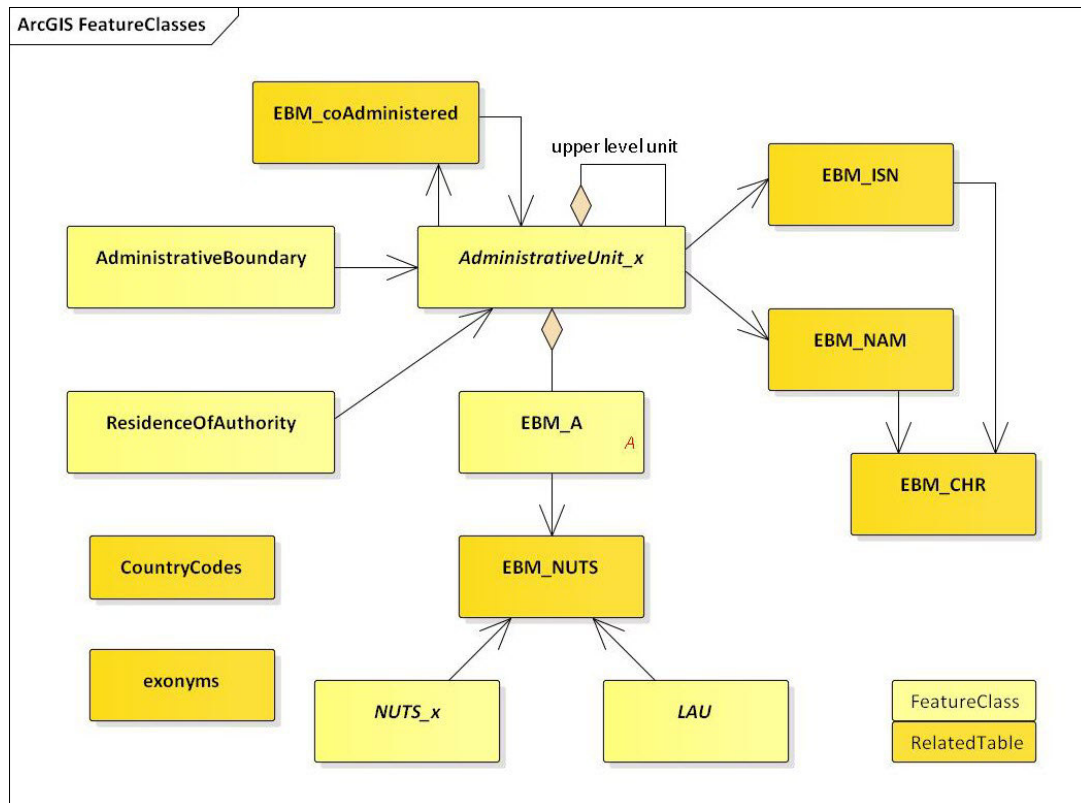 ArcGIS FeatureClasses
EBM_coAdministered
upper level unit
EBM_ISN
AdministrativeBoundary
AdministrativeUnit_x
EBM_NAM
ResidenceOfAuthority
EBM_A
A
EBM_CHR
CountryCodes
EBM_NUTS
exonyms
NUTS_x
LAU
FeatureClass
RelatedTable